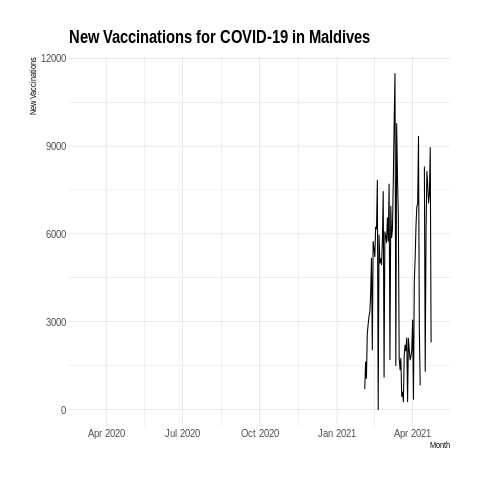 New Vaccinations for COVID-19 in Maldives
New Vaccinations
12000
9000
6000
3000
0
Apr 2020 Jul 2020 Oct 2020 Jan 2021 Apr 2021
Month